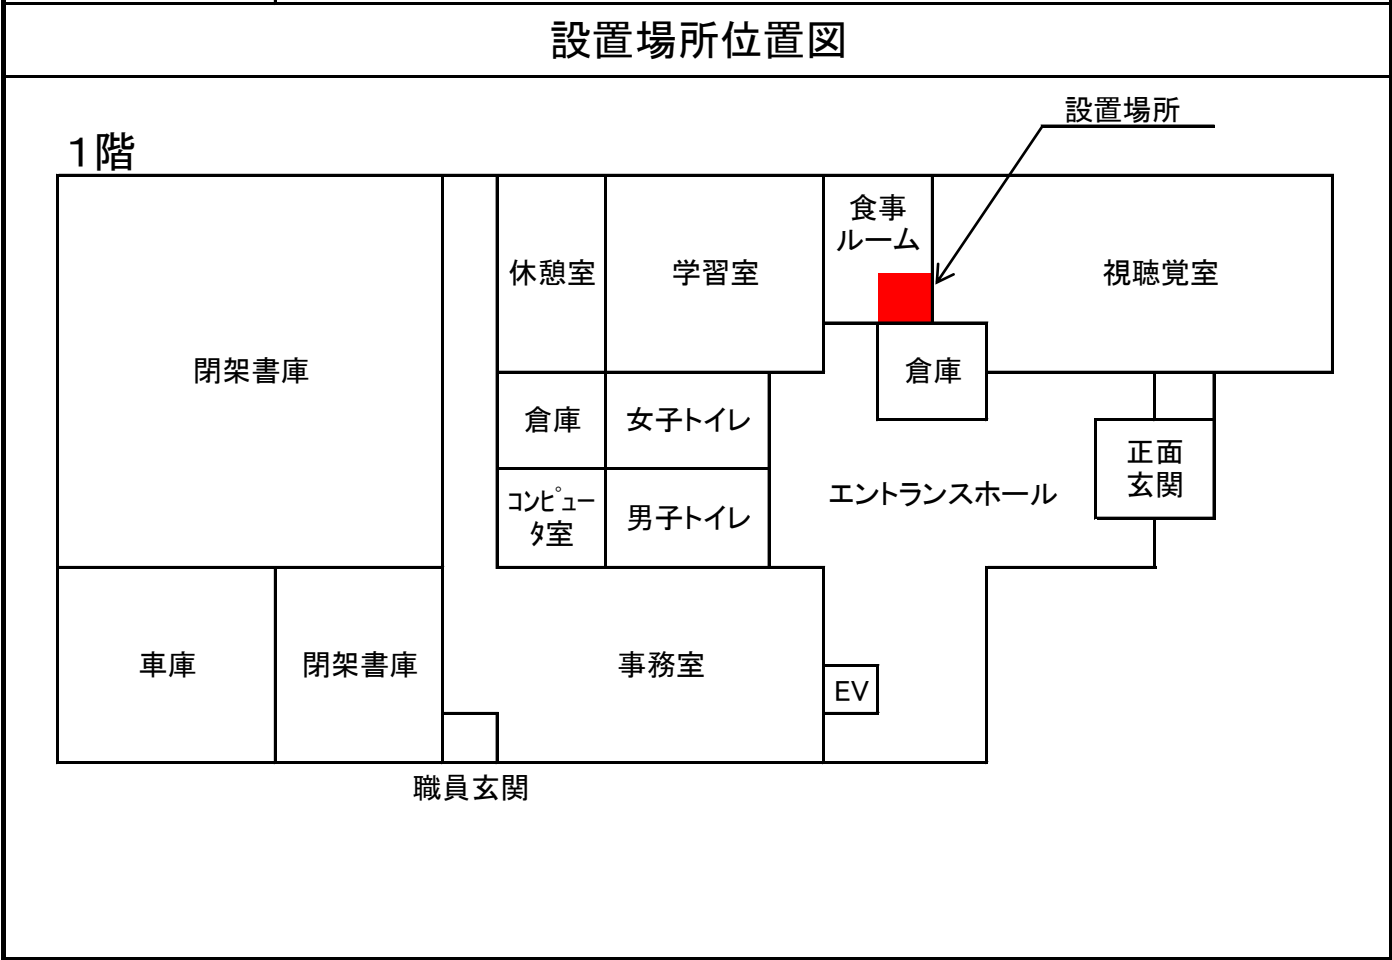 設置場所位置図
設置場所
１階
食事
ルーム
休憩室
学習室
視聴覚室
閉架書庫
倉庫
倉庫
女子トイレ
正面
玄関
エントランスホール
ｺﾝﾋﾟｭｰ
ﾀ室
男子トイレ
車庫
閉架書庫
事務室
EV
職員玄関